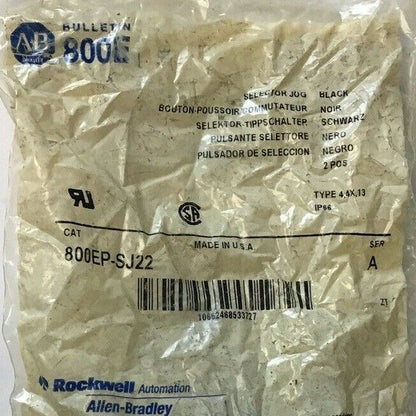 AB
BULLETIN
800E
SELECTOR JOG BLACK
BOUTON-POUSSOIR COMMUTATEUR NOIR
SELEKTOR-TIPPSCHALTER SCHWARZ
PULSANTE SELETTORE NERO
PULSADOR DE SELECCION NEGRO
2 POS
TYPE 4,4X,13
IP66
CAT
MADE IN U.S.A.
SER
800EP-SJ22
A
10662468533727
ZT
Rockwell Automation
Allen-Bradley